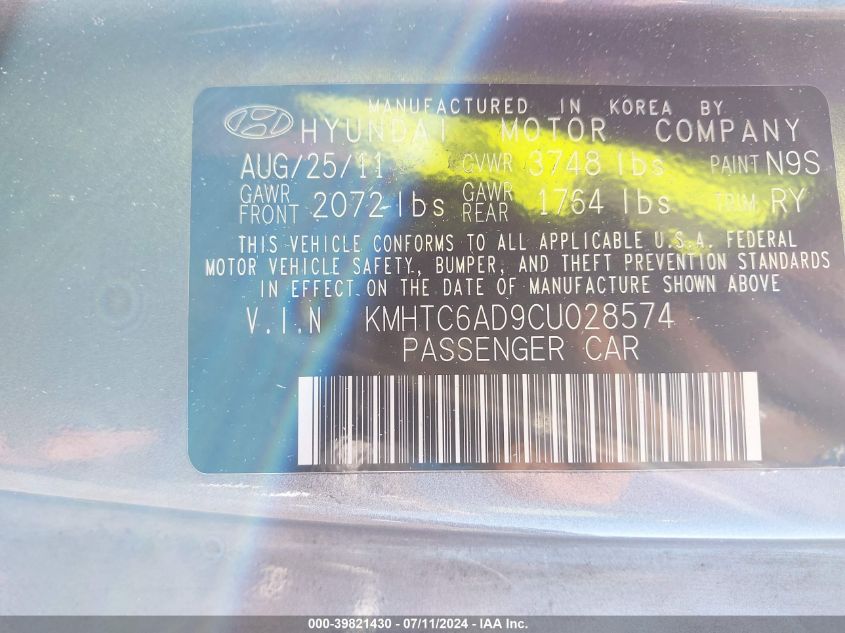 MANUFACTURED IN KOREA BY
HYUNDAI MOTOR COMPANY
AUG/25/11 GVWR 3748 lbs PAINT N9S
GAWR FRONT 2072 lbs GAWR REAR 1764 lbs TRIM RY
THIS VEHICLE CONFORMS TO ALL APPLICABLE U.S.A. FEDERAL
MOTOR VEHICLE SAFETY, BUMPER, AND THEFT PREVENTION STANDARDS
IN EFFECT ON THE DATE OF MANUFACTURE SHOWN ABOVE
V.I.N KMHTC6AD9CU028574
PASSENGER CAR
000-39821430 - 07/11/2024 - IAA Inc.